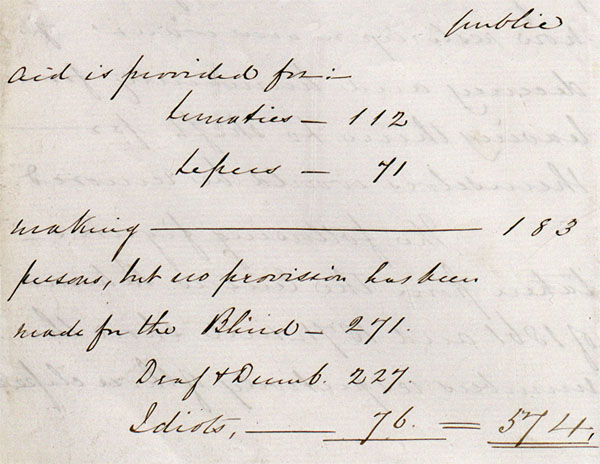 public
aid is provided for:—
Lunatics — 112
Lepers — 71
making — 183
persons, but no provision has been
made for the Blind — 271.
Deaf & Dumb. 227
Idiots, — 76. = 574.